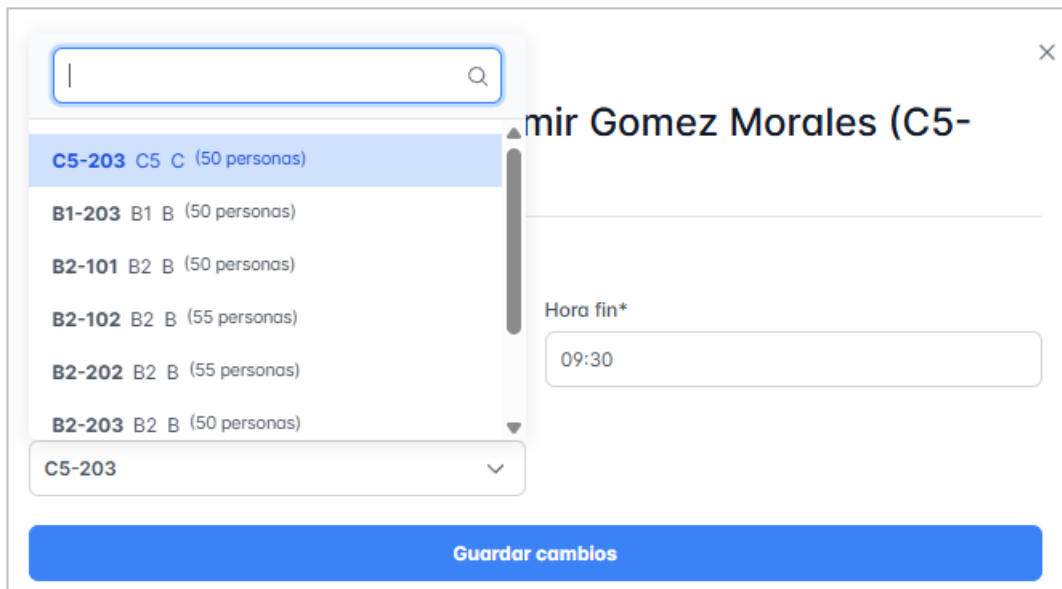 mir Gomez Morales (C5-
C5-203 C5 C (50 personas)
B1-203 B1 B (50 personas)
B2-101 B2 B (50 personas)
B2-102 B2 B (55 personas)
B2-202 B2 B (55 personas)
B2-203 B2 B (50 personas)
Hora fin*
09:30
C5-203
Guardar cambios